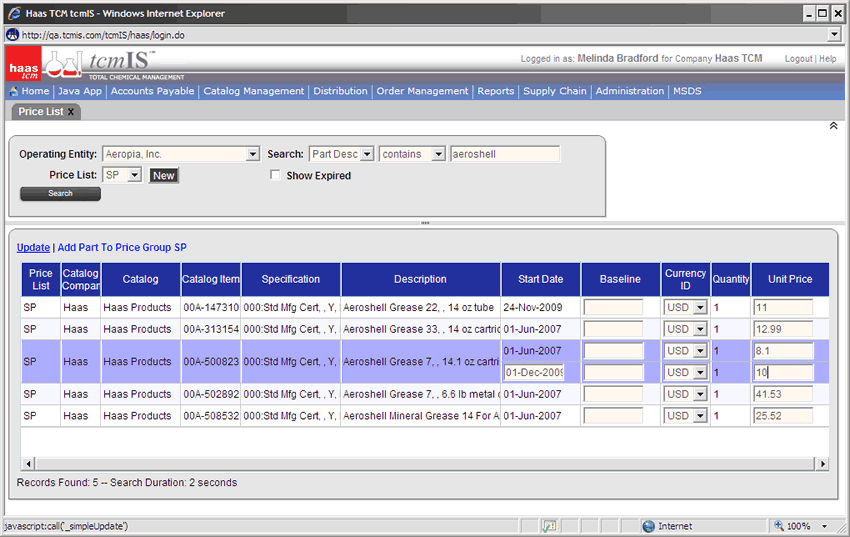 Haas TCM tcmIS - Windows Internet Explorer
http://qa.tcmis.com/tcmIS/haas/login.do
haas tcm
tcmIS™
TOTAL CHEMICAL MANAGEMENT
Logged in as: Melinda Bradford for Company Haas TCM Logout | Help
Home | Java App | Accounts Payable | Catalog Management | Distribution | Order Management | Reports | Supply Chain | Administration | MSDS
Price List X
Operating Entity: Aeropia, Inc. Search: Part Desc contains aeroshell
Price List: SP New Show Expired
Search
Update | Add Part To Price Group SP
Price List Catalog Compan Catalog Catalog Item Specification Description Start Date Baseline Currency ID Quantity Unit Price
SP Haas Haas Products 00A-147310 000:Std Mfg Cert, , Y, Aeroshell Grease 22, , 14 oz tube 24-Nov-2009 USD 1 11
SP Haas Haas Products 00A-313154 000:Std Mfg Cert, , Y, Aeroshell Grease 33, , 14 oz cartric 01-Jun-2007 USD 1 12.99
SP Haas Haas Products 00A-500823 000:Std Mfg Cert, , Y, Aeroshell Grease 7, , 14.1 oz cartri 01-Jun-2007 USD 1 8.1
01-Dec-2009 USD 1 10
SP Haas Haas Products 00A-502892 000:Std Mfg Cert, , Y, Aeroshell Grease 7, , 6.6 lb metal c 01-Jun-2007 USD 1 41.53
SP Haas Haas Products 00A-508532 000:Std Mfg Cert, , Y, Aeroshell Mineral Grease 14 For A 01-Jun-2007 USD 1 25.52
Records Found: 5 -- Search Duration: 2 seconds
javascript:call('_simpleUpdate') Internet 100%